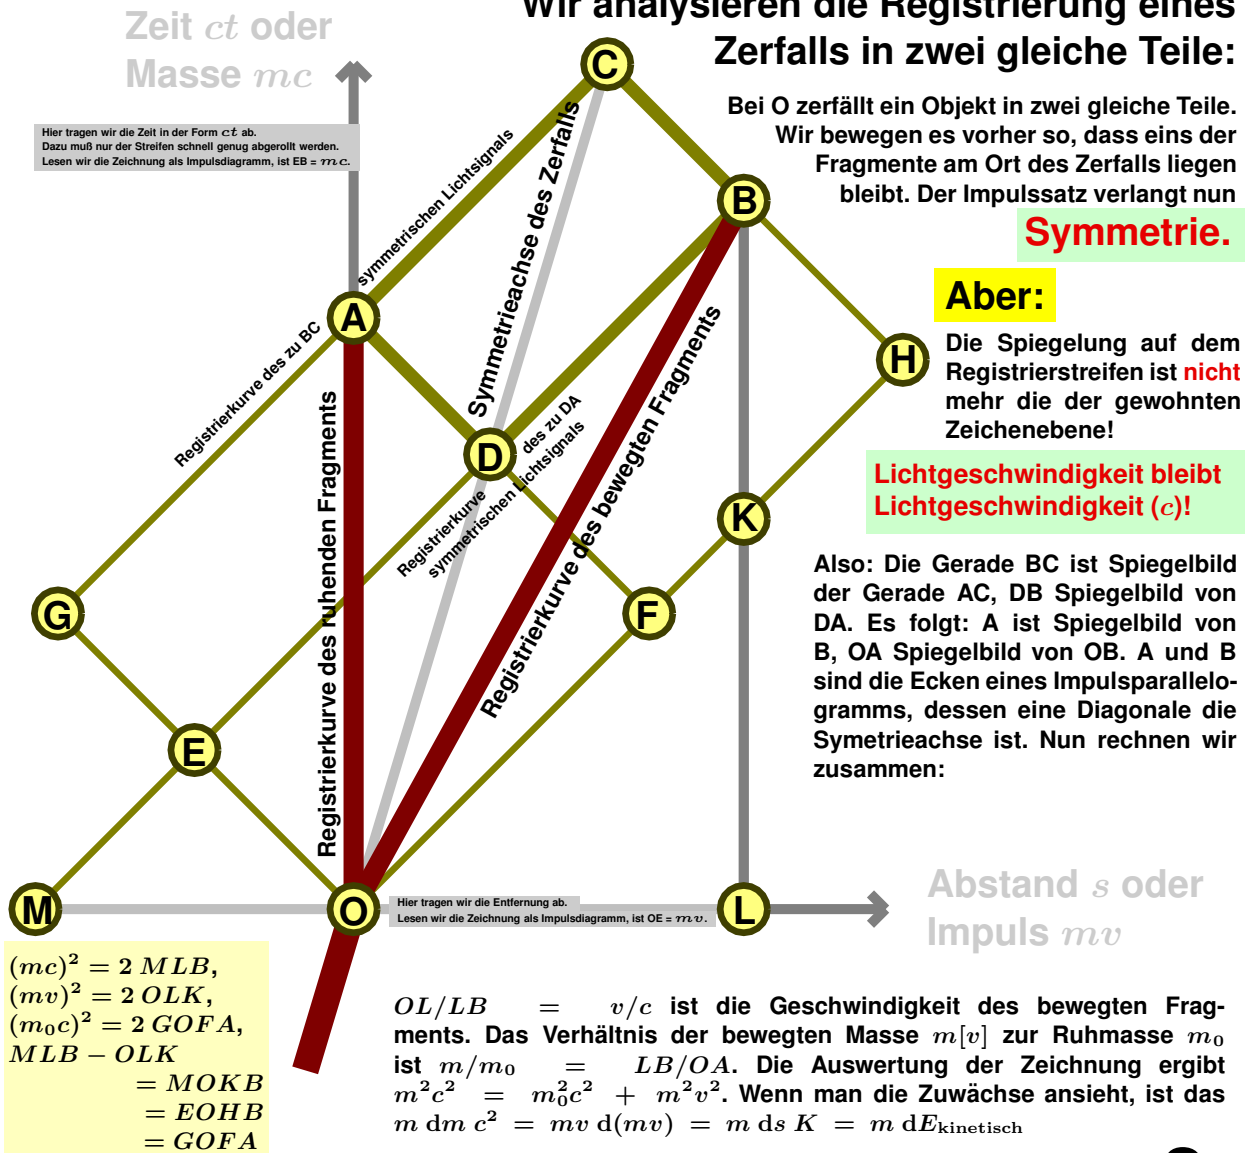 Wir analysieren die Registrierung eines
Zerfalls in zwei gleiche Teile:
Zeit ct oder
Masse mc
Hier tragen wir die Zeit in der Form ct ab.
Dazu muß nur der Streifen schnell genug abgerollt werden.
Lesen wir die Zeichnung als Impulsdiagramm, ist EB = mc.
Bei O zerfällt ein Objekt in zwei gleiche Teile.
Wir bewegen es vorher so, dass eins der
Fragmente am Ort des Zerfalls liegen
bleibt. Der Impulssatz verlangt nun
Symmetrie.
Aber:
Die Spiegelung auf dem
Registrierstreifen ist nicht
mehr die der gewohnten
Zeichenebene!
Lichtgeschwindigkeit bleibt
Lichtgeschwindigkeit (c)!
Also: Die Gerade BC ist Spiegelbild
der Gerade AC, DB Spiegelbild von
DA. Es folgt: A ist Spiegelbild von
B, OA Spiegelbild von OB. A und B
sind die Ecken eines Impulsparallelo-
gramms, dessen eine Diagonale die
Symetrieachse ist. Nun rechnen wir
zusammen:
C
B
A
H
D
K
G
F
E
M
O
L
Registrierkurve des zu BC
symmetrischen Lichtsignals
Symmetrieachse des Zerfalls
Registrierkurve des zu DA
symmetrischen Lichtsignals
Registrierkurve des ruhenden Fragments
Registrierkurve des bewegten Fragments
Hier tragen wir die Entfernung ab.
Lesen wir die Zeichnung als Impulsdiagramm, ist OE = mv.
Abstand s oder
Impuls mv
(mc)² = 2 MLB,
(mv)² = 2 OLK,
(m₀c)² = 2 GOFA,
MLB − OLK
= MOKB
= EOHB
= GOFA
OL/LB = v/c ist die Geschwindigkeit des bewegten Frag-
ments. Das Verhältnis der bewegten Masse m[v] zur Ruhmasse m₀
ist m/m₀ = LB/OA. Die Auswertung der Zeichnung ergibt
m²c² = m₀²c² + m²v². Wenn man die Zuwächse ansieht, ist das
m dm c² = mv d(mv) = m ds K = m dE_kinetisch